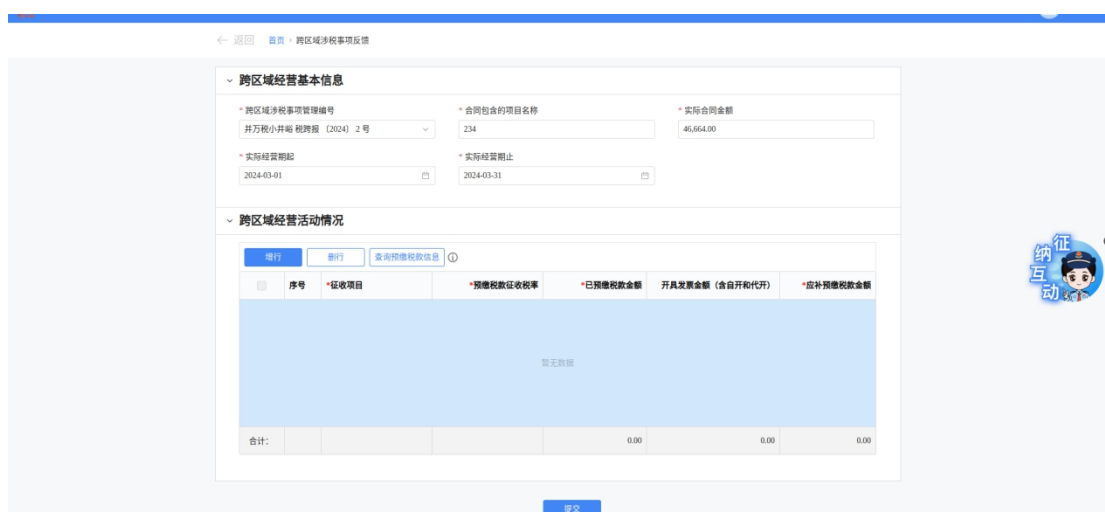 ← 返回 首页 › 跨区域涉税事项反馈
跨区域经营基本信息
* 跨区域涉税事项管理编号 * 合同包含的项目名称 * 实际合同金额
井万税小井峪 税跨报 〔2024〕 2 号 234 46,664.00
* 实际经营期起 * 实际经营期止
2024-03-01 2024-03-31
跨区域经营活动情况
增行 删行 查询预缴税款信息
序号 *征收项目 *预缴税款征收税率 *已预缴税款金额 开具发票金额（含自开和代开） *应补预缴税款金额
暂无数据
合计： 0.00 0.00 0.00
提交
征
纳
互
动